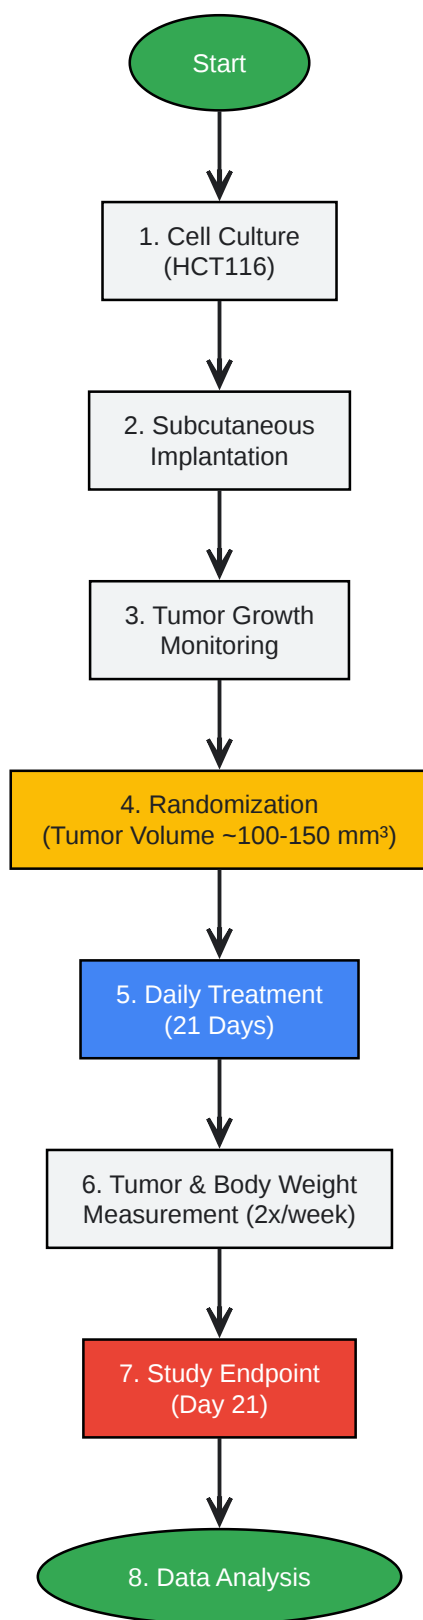 Start
1. Cell Culture
(HCT116)
2. Subcutaneous
Implantation
3. Tumor Growth
Monitoring
4. Randomization
(Tumor Volume ~100-150 mm³)
5. Daily Treatment
(21 Days)
6. Tumor & Body Weight
Measurement (2x/week)
7. Study Endpoint
(Day 21)
8. Data Analysis